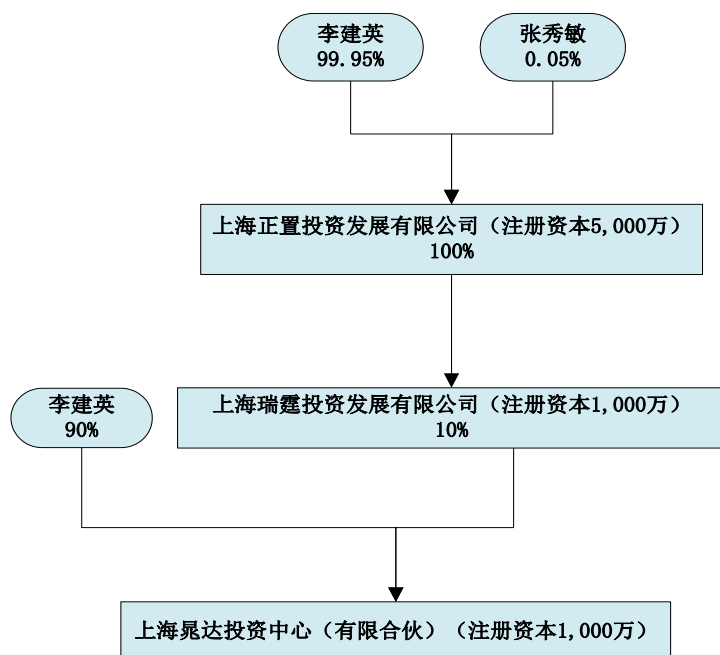 李建英
99.95%
张秀敏
0.05%
上海正置投资发展有限公司（注册资本5,000万）
100%
李建英
90%
上海瑞霆投资发展有限公司（注册资本1,000万）
10%
上海晁达投资中心（有限合伙）（注册资本1,000万）